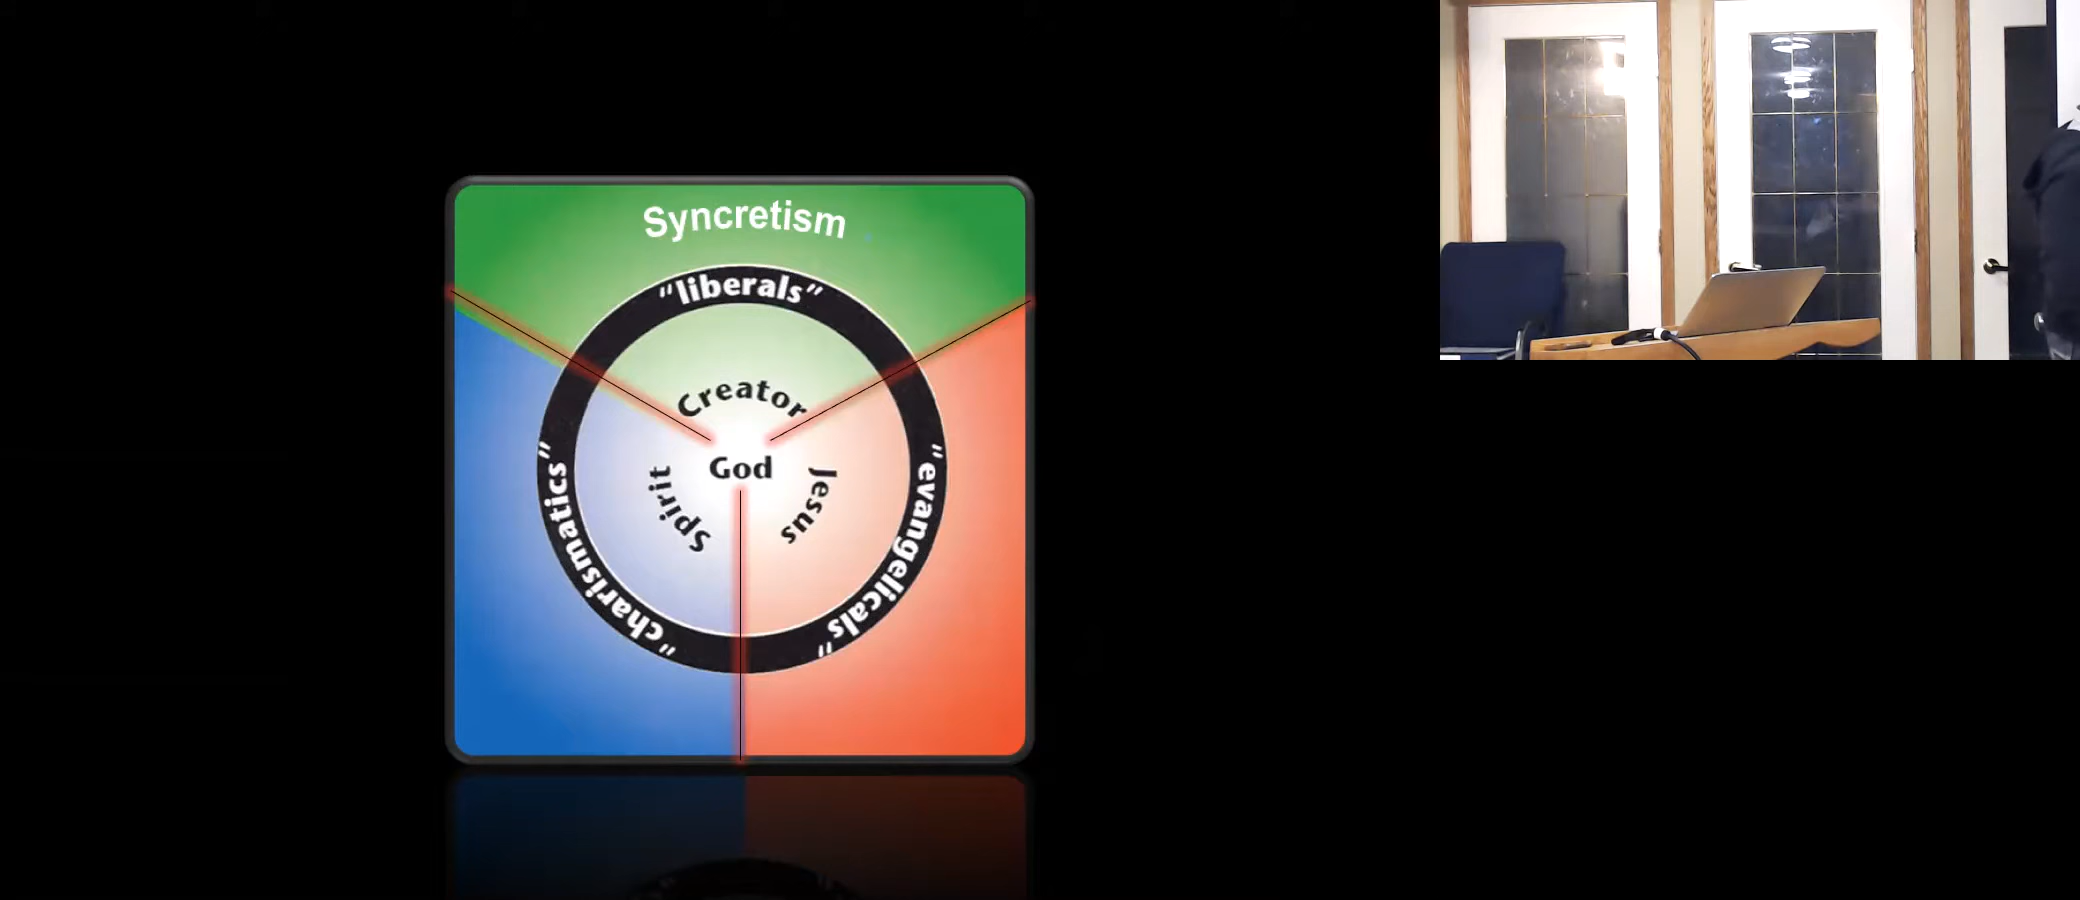 Syncretism
"liberals"
Creator
God
Spirit
Jesus
"charismatics"
"evangelicals"